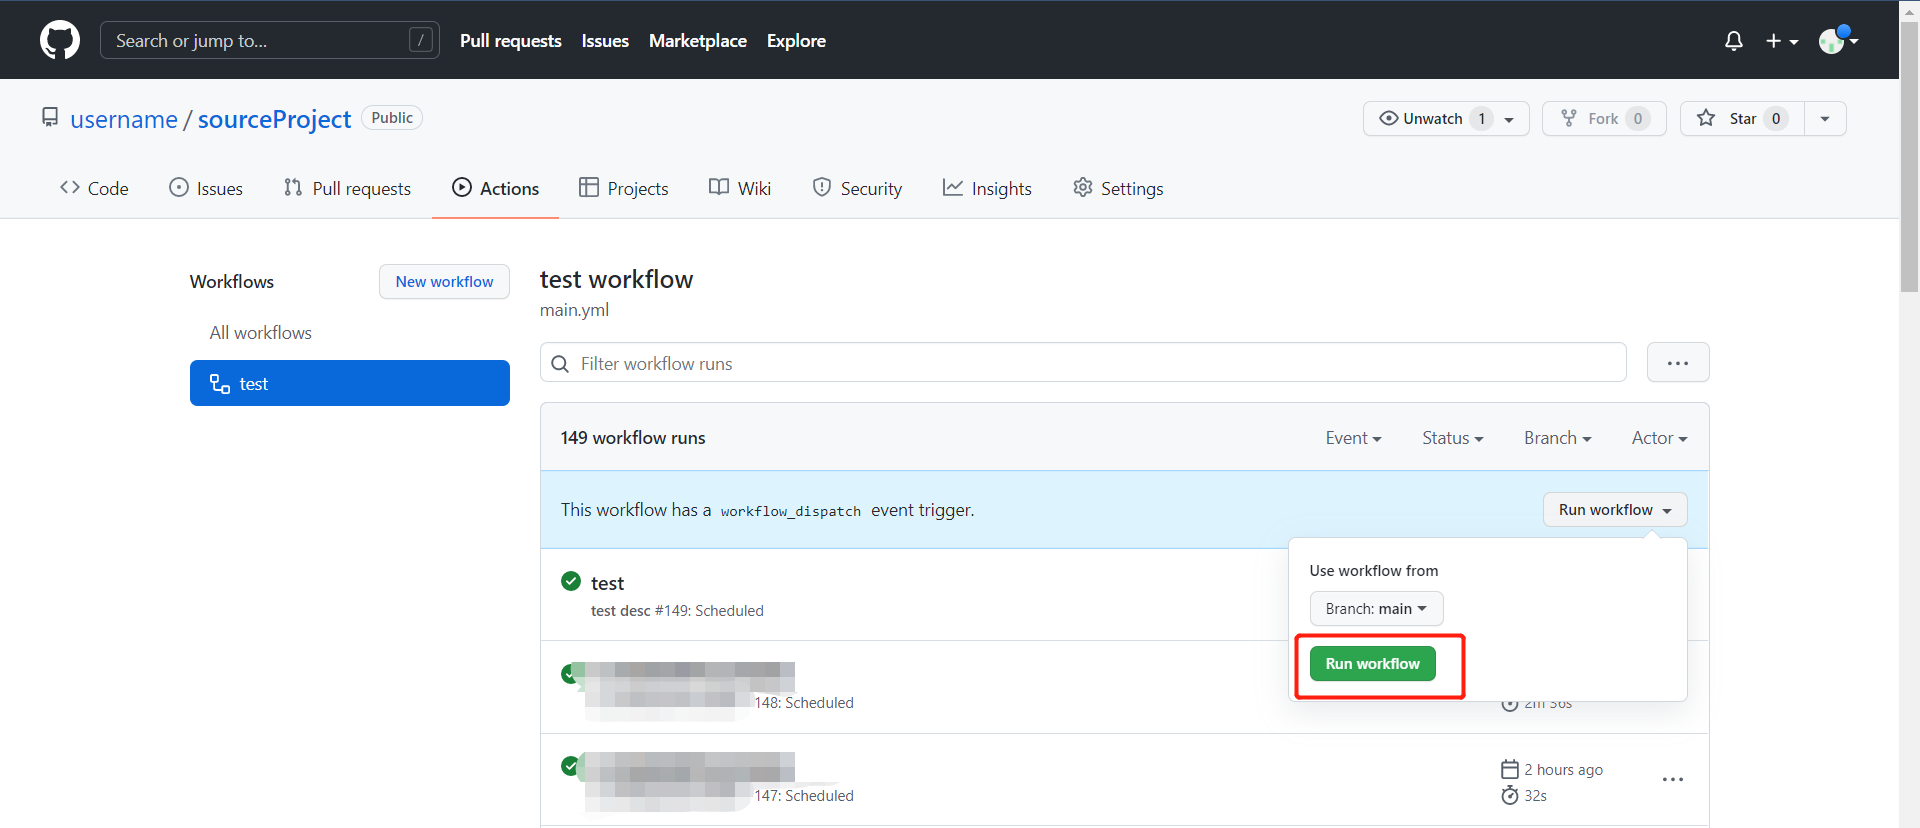 Search or jump to... / Pull requests Issues Marketplace Explore
username / sourceProject Public Unwatch 1 Fork 0 Star 0
Code Issues Pull requests Actions Projects Wiki Security Insights Settings
Workflows New workflow
All workflows
test
test workflow
main.yml
Filter workflow runs
149 workflow runs Event Status Branch Actor
This workflow has a workflow_dispatch event trigger. Run workflow
Use workflow from
Branch: main
Run workflow
test
test desc #149: Scheduled
148: Scheduled
2m 36s
2 hours ago
147: Scheduled
32s